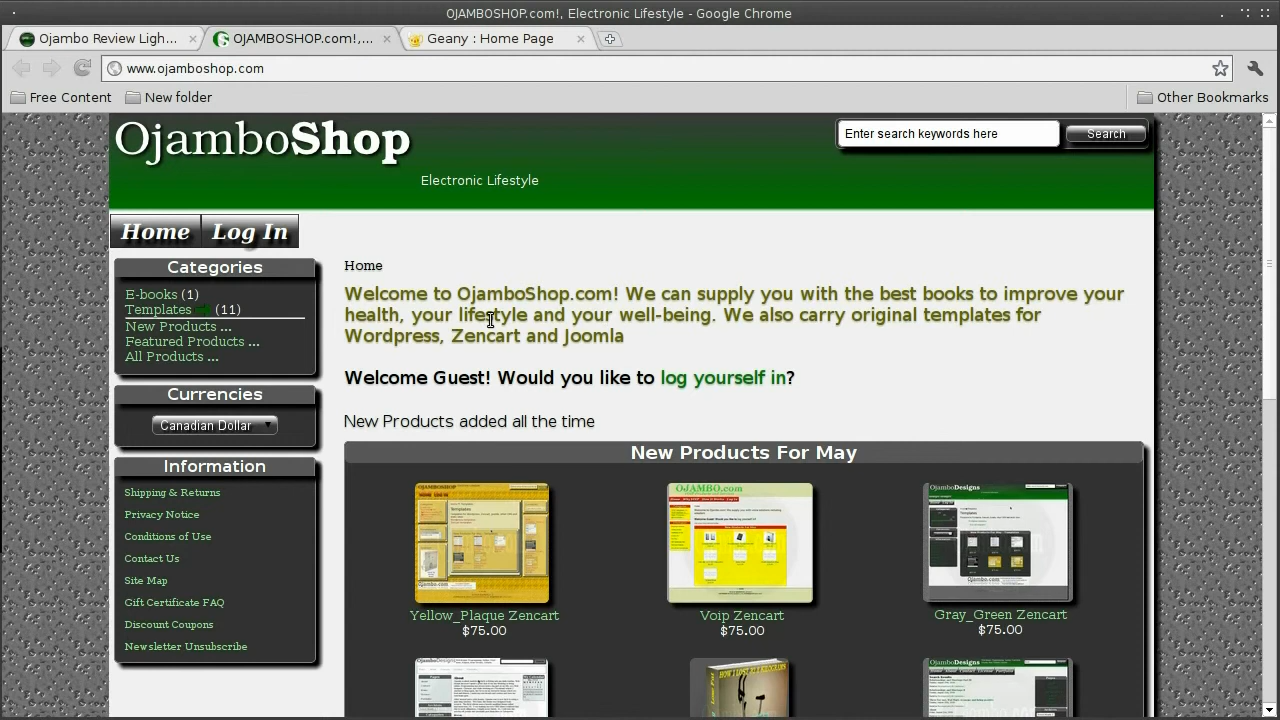 OJAMBOSHOP.com!, Electronic Lifestyle - Google Chrome
Ojambo Review Ligh...
OJAMBOSHOP.com!,...
Geany : Home Page
www.ojamboshop.com
Free Content
New folder
Other Bookmarks
OjamboShop
Enter search keywords here
Search
Electronic Lifestyle
Home
Log In
Categories
E-books (1)
Templates (11)
New Products ...
Featured Products ...
All Products ...
Currencies
Canadian Dollar
Information
Shipping & Returns
Privacy Notice
Conditions of Use
Contact Us
Site Map
Gift Certificate FAQ
Discount Coupons
Newsletter Unsubscribe
Home
Welcome to OjamboShop.com! We can supply you with the best books to improve your
health, your lifestyle and your well-being. We also carry original templates for
Wordpress, Zencart and Joomla
Welcome Guest! Would you like to log yourself in?
New Products added all the time
New Products For May
OJAMBO.com
OjamboDesigns
Yellow_Plaque Zencart
$75.00
Voip Zencart
$75.00
Gray_Green Zencart
$75.00
OjamboDesigns
OjamboDesigns